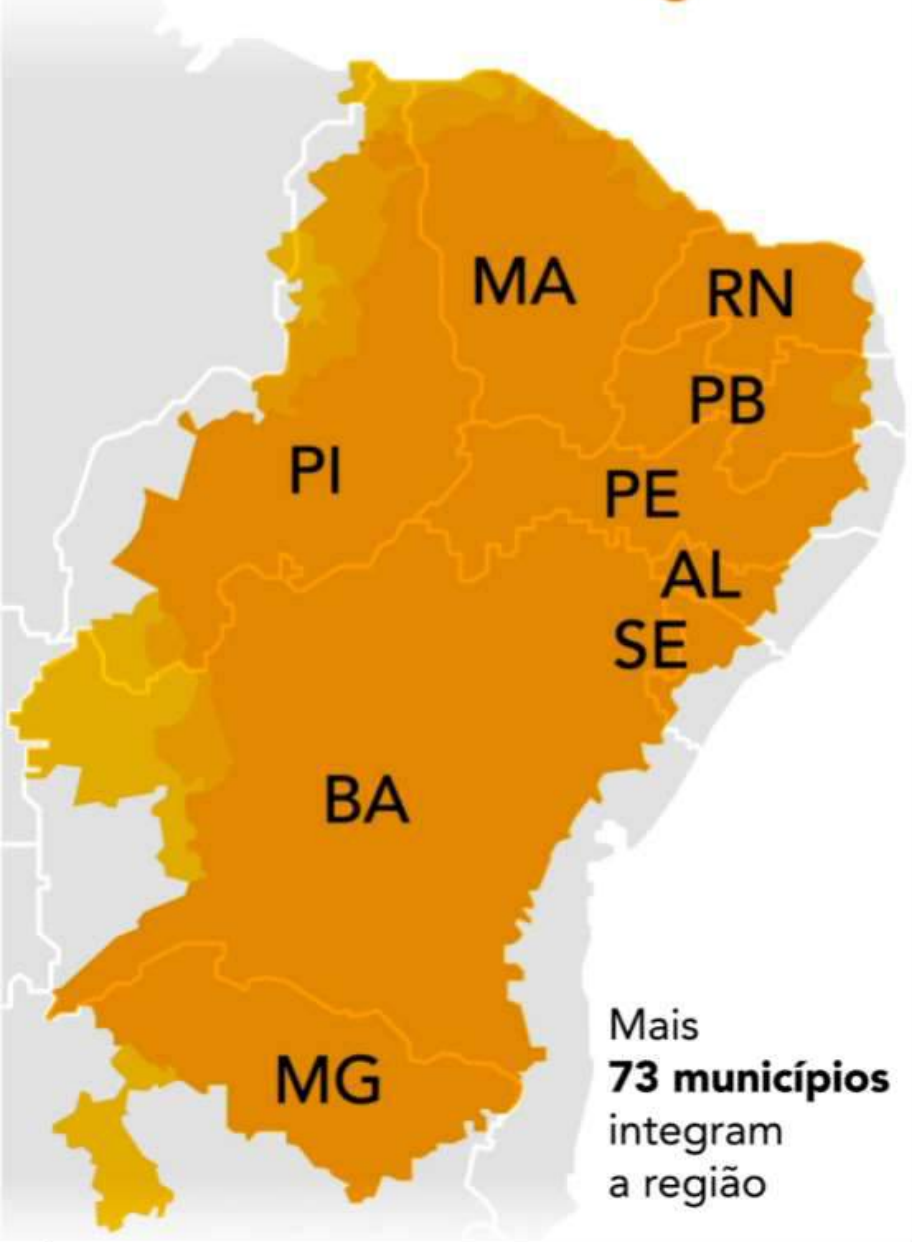 MA
RN
PB
PI
PE
AL
SE
BA
MG
Mais
73 municípios
integram
a região